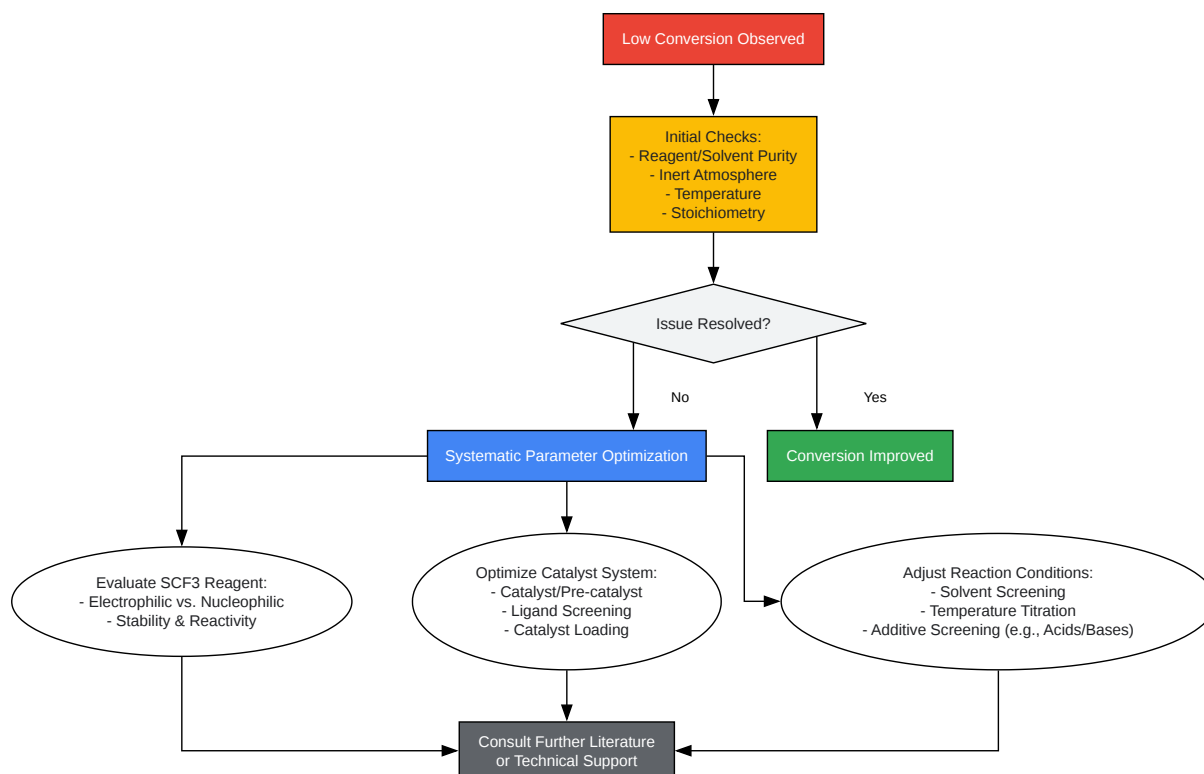 Low Conversion Observed
Initial Checks:
- Reagent/Solvent Purity
- Inert Atmosphere
- Temperature
- Stoichiometry
Issue Resolved?
No
Yes
Systematic Parameter Optimization
Conversion Improved
Evaluate SCF3 Reagent:
- Electrophilic vs. Nucleophilic
- Stability & Reactivity
Optimize Catalyst System:
- Catalyst/Pre-catalyst
- Ligand Screening
- Catalyst Loading
Adjust Reaction Conditions:
- Solvent Screening
- Temperature Titration
- Additive Screening (e.g., Acids/Bases)
Consult Further Literature
or Technical Support